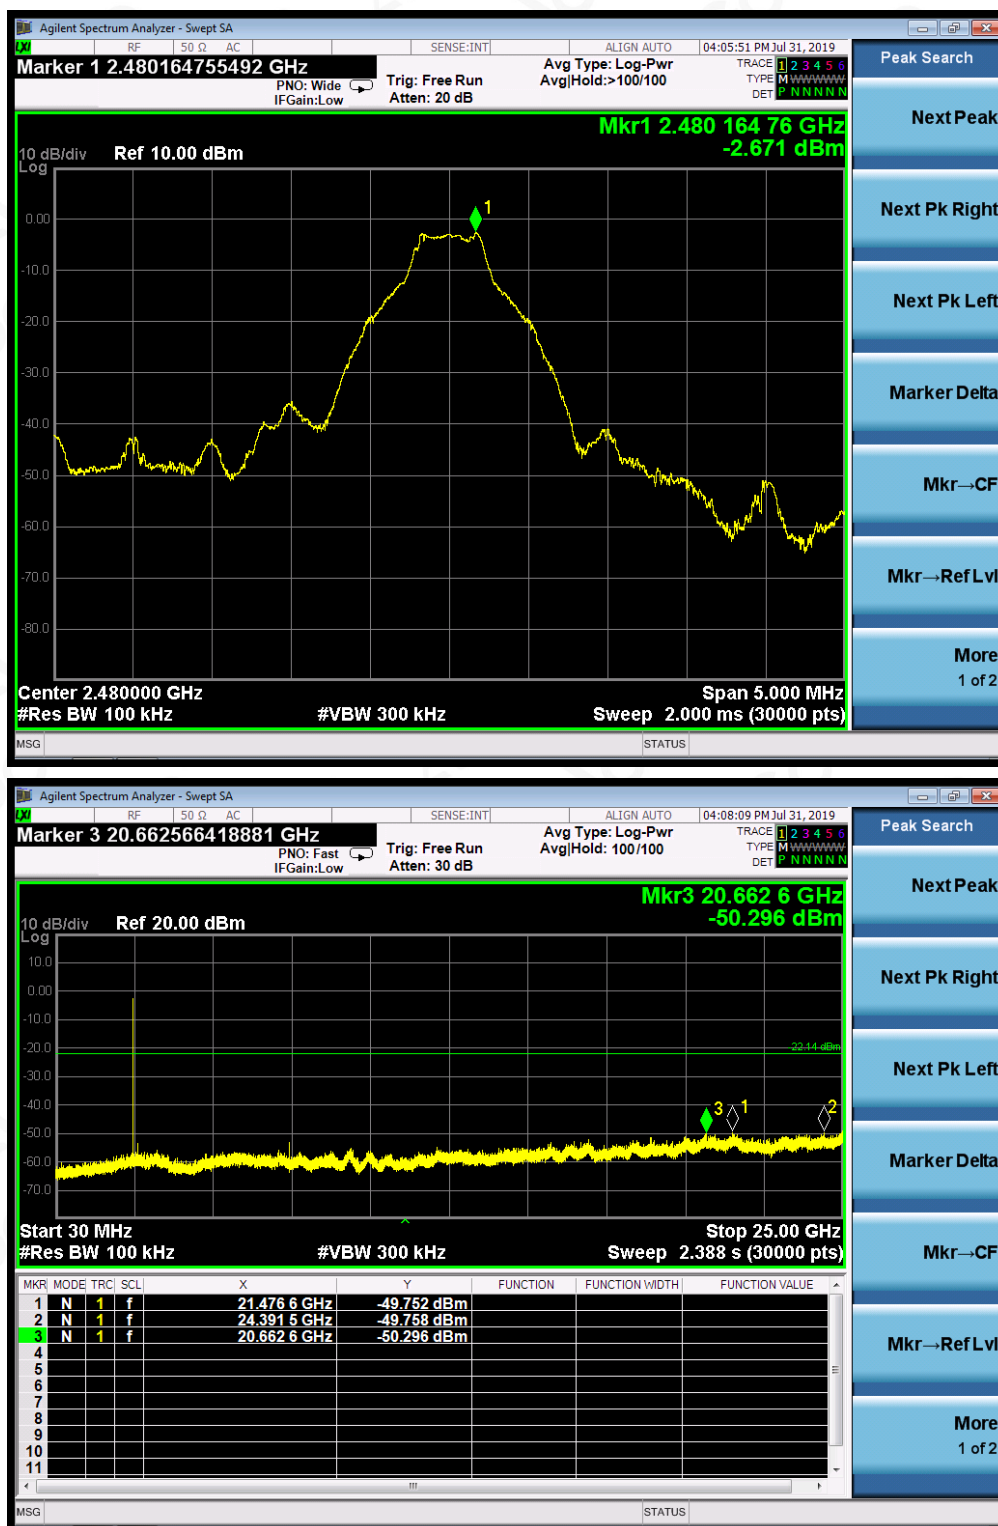 Agilent Spectrum Analyzer - Swept SA
LXI RF 50 Ω AC SENSE:INT ALIGN AUTO 04:05:51 PM Jul 31, 2019
Marker 1 2.480164755492 GHz
PNO: Wide
IFGain:Low
Trig: Free Run
Atten: 20 dB
Avg Type: Log-Pwr
Avg|Hold:>100/100
TRACE 1 2 3 4 5 6
TYPE M WWWWW
DET P N N N N N
Mkr1 2.480 164 76 GHz
-2.671 dBm
10 dB/div Ref 10.00 dBm
Log
1
0.00
-10.0
-20.0
-30.0
-40.0
-50.0
-60.0
-70.0
-80.0
Center 2.480000 GHz Span 5.000 MHz
#Res BW 100 kHz #VBW 300 kHz Sweep 2.000 ms (30000 pts)
MSG STATUS
Peak Search
Next Peak
Next Pk Right
Next Pk Left
Marker Delta
Mkr→CF
Mkr→Ref Lvl
More
1 of 2
Agilent Spectrum Analyzer - Swept SA
LXI RF 50 Ω AC SENSE:INT ALIGN AUTO 04:08:09 PM Jul 31, 2019
Marker 3 20.662566418881 GHz
PNO: Fast
IFGain:Low
Trig: Free Run
Atten: 30 dB
Avg Type: Log-Pwr
Avg|Hold: 100/100
TRACE 1 2 3 4 5 6
TYPE M WWWWW
DET P N N N N N
Mkr3 20.662 6 GHz
-50.296 dBm
10 dB/div Ref 20.00 dBm
Log
10.0
0.00
-10.0
-20.0
-22.14 dBm
-30.0
-40.0
3 1 2
-50.0
-60.0
-70.0
Start 30 MHz Stop 25.00 GHz
#Res BW 100 kHz #VBW 300 kHz Sweep 2.388 s (30000 pts)
MKR MODE TRC SCL X Y FUNCTION FUNCTION WIDTH FUNCTION VALUE
1 N 1 f 21.476 6 GHz -49.752 dBm
2 N 1 f 24.391 5 GHz -49.758 dBm
3 N 1 f 20.662 6 GHz -50.296 dBm
4
5
6
7
8
9
10
11
MSG STATUS
Peak Search
Next Peak
Next Pk Right
Next Pk Left
Marker Delta
Mkr→CF
Mkr→Ref Lvl
More
1 of 2